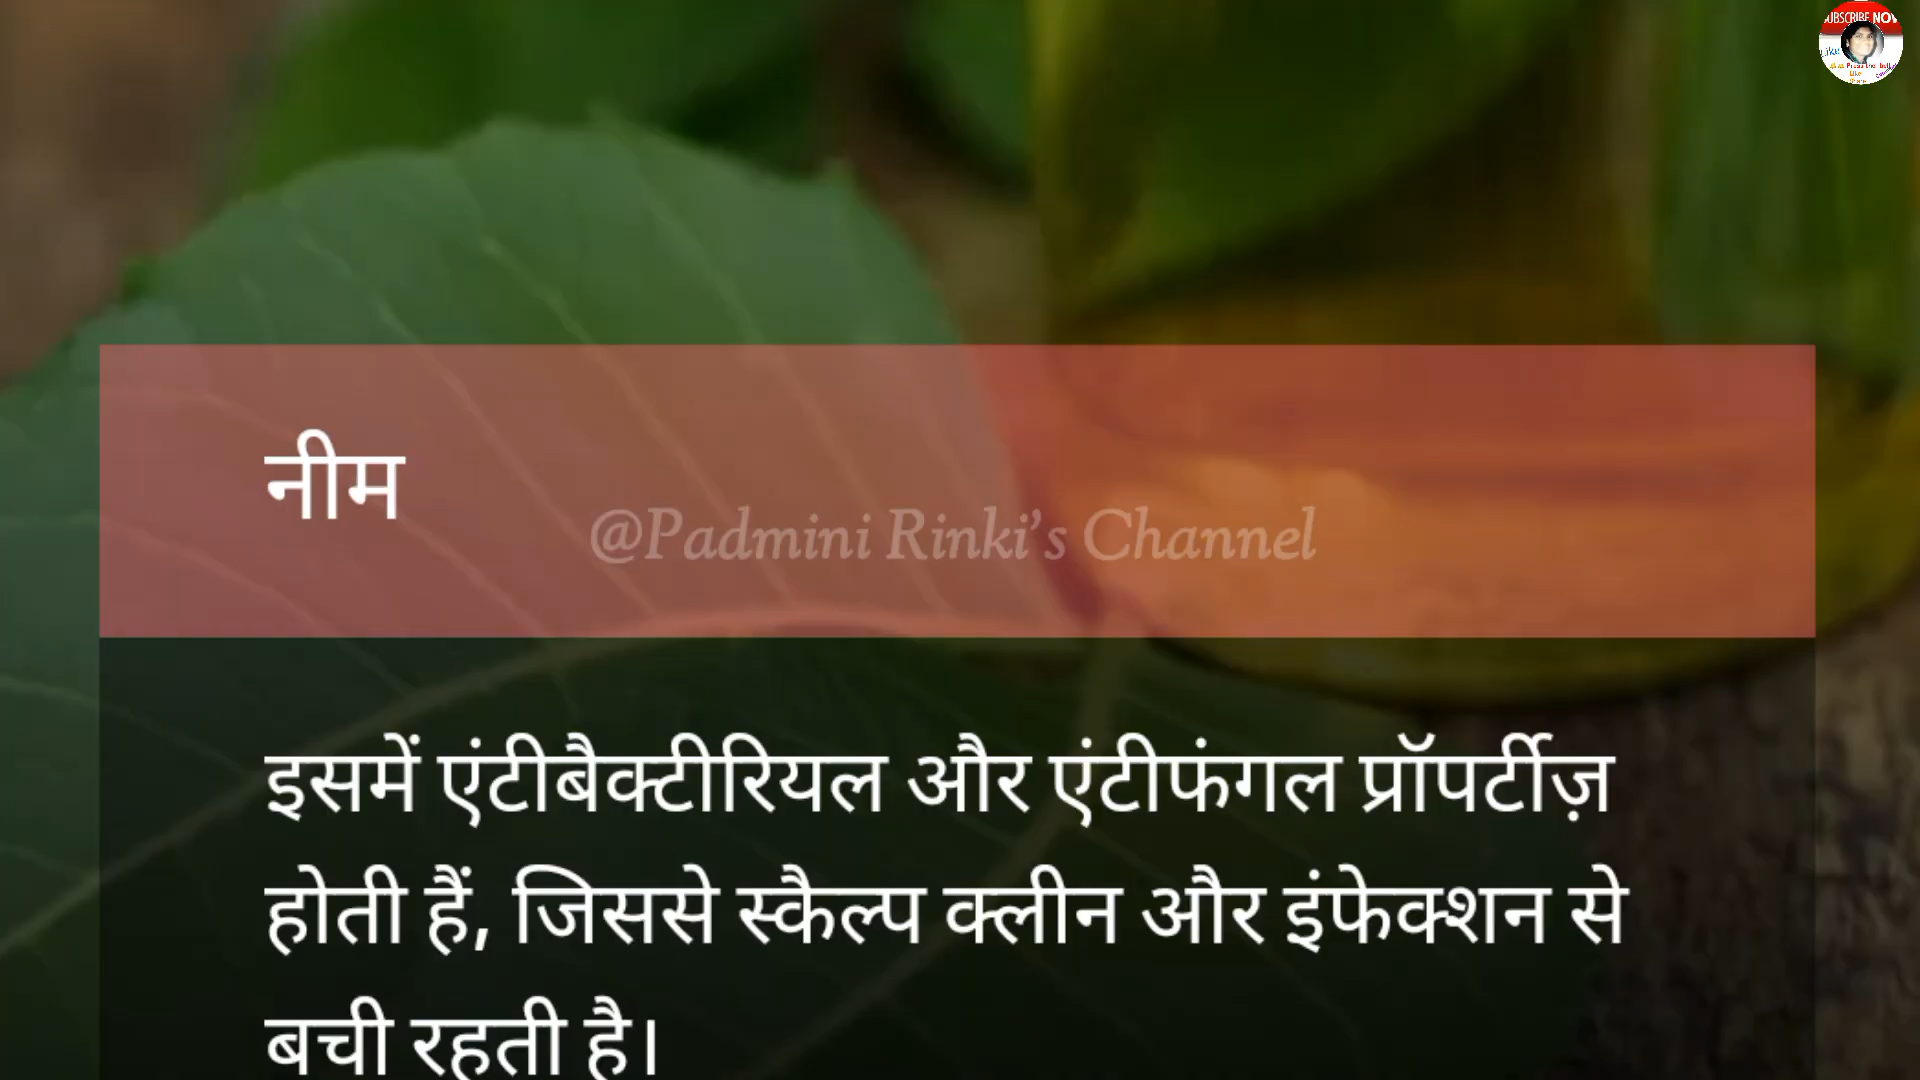 SUBSCRIBE NOW
नीम
@Padmini Rinki's Channel
इसमें एंटीबैक्टीरियल और एंटीफंगल प्रॉपर्टीज़
होती हैं, जिससे स्कैल्प क्लीन और इंफेक्शन से
बची रहती है।